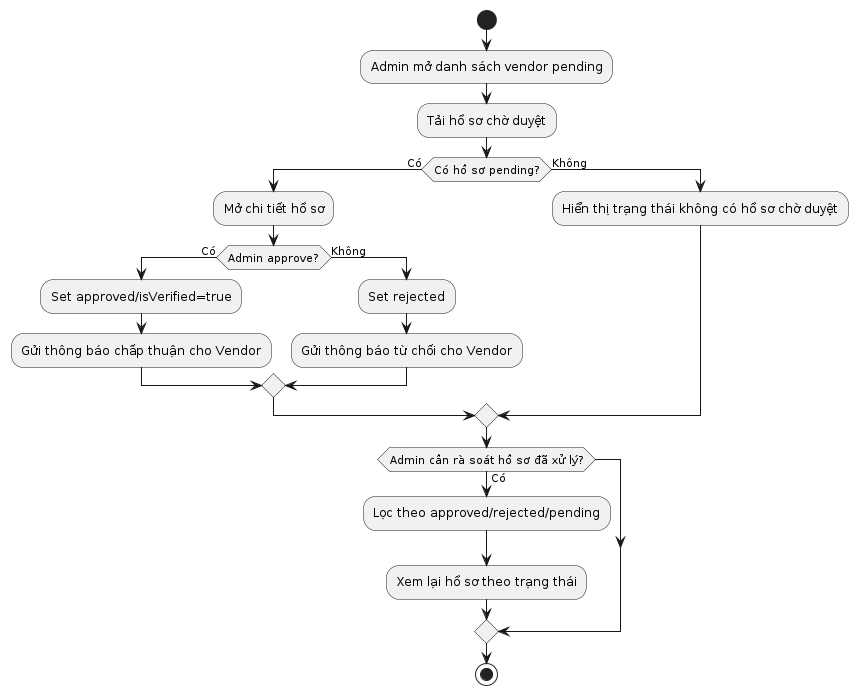 Admin mở danh sách vendor pending
Tải hồ sơ chờ duyệt
Có
Có hồ sơ pending?
Không
Mở chi tiết hồ sơ
Hiển thị trạng thái không có hồ sơ chờ duyệt
Có
Admin approve?
Không
Set approved/isVerified=true
Set rejected
Gửi thông báo chấp thuận cho Vendor
Gửi thông báo từ chối cho Vendor
Admin cần rà soát hồ sơ đã xử lý?
Có
Lọc theo approved/rejected/pending
Xem lại hồ sơ theo trạng thái